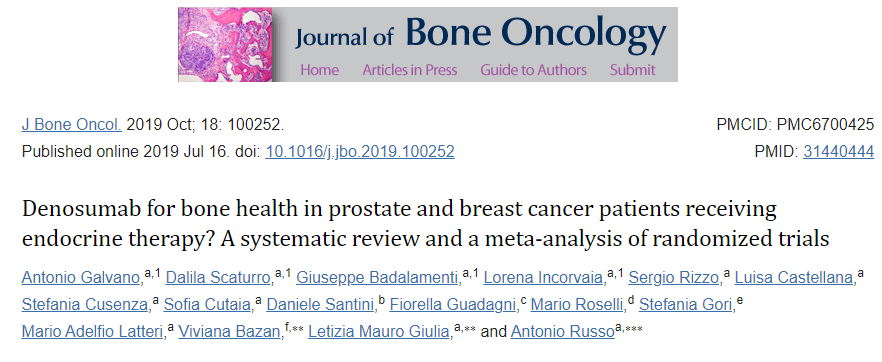 Journal of Bone Oncology
Home Articles in Press Guide to Authors Submit
J Bone Oncol. 2019 Oct; 18: 100252. PMCID: PMC6700425
Published online 2019 Jul 16. doi: 10.1016/j.jbo.2019.100252 PMID: 31440444
Denosumab for bone health in prostate and breast cancer patients receiving
endocrine therapy? A systematic review and a meta-analysis of randomized trials
Antonio Galvano,a,1 Dalila Scaturro,a,1 Giuseppe Badalamenti,a,1 Lorena Incorvaia,a,1 Sergio Rizzo,a Luisa Castellana,a
Stefania Cusenza,a Sofia Cutaia,a Daniele Santini,b Fiorella Guadagni,c Mario Roselli,d Stefania Gori,e
Mario Adelfio Latteri,a Viviana Bazan,f,⁎⁎ Letizia Mauro Giulia,a,⁎⁎ and Antonio Russoa,⁎⁎⁎